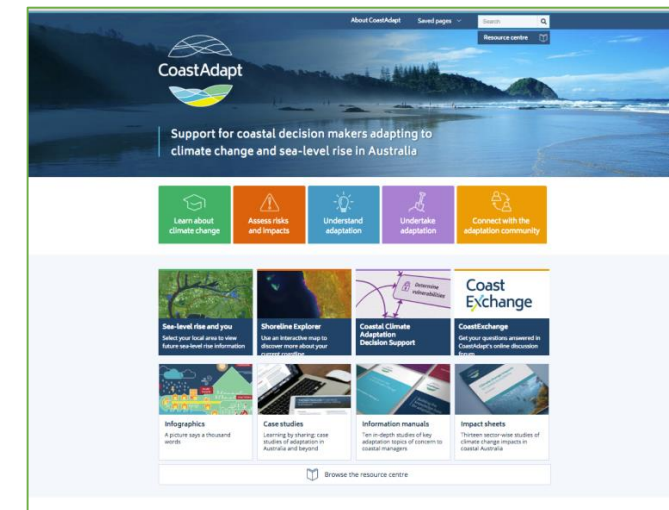 About CoastAdapt Saved pages Search
Resource centre
CoastAdapt
Support for coastal decision makers adapting to
climate change and sea-level rise in Australia
Learn about
climate change
Assess risks
and impacts
Understand
adaptation
Undertake
adaptation
Connect with the
adaptation community
Determine
vulnerabilities
Coast
Exchange
Sea-level rise and you
Select your local area to view
future sea-level rise information
Shoreline Explorer
Use an interactive map to
discover more about your
current coastline
Coastal Climate
Adaptation
Decision Support
CoastExchange
Get your questions answered in
CoastAdapt's online discussion
forum
Infographics
A picture says a thousand
words
Case studies
Learning by sharing: case
studies of adaptation in
Australia and beyond
Information manuals
Ten in-depth studies of key
adaptation topics of concern to
coastal managers
Impact sheets
Thirteen sector-wise studies of
climate change impacts in
coastal Australia
Browse the resource centre